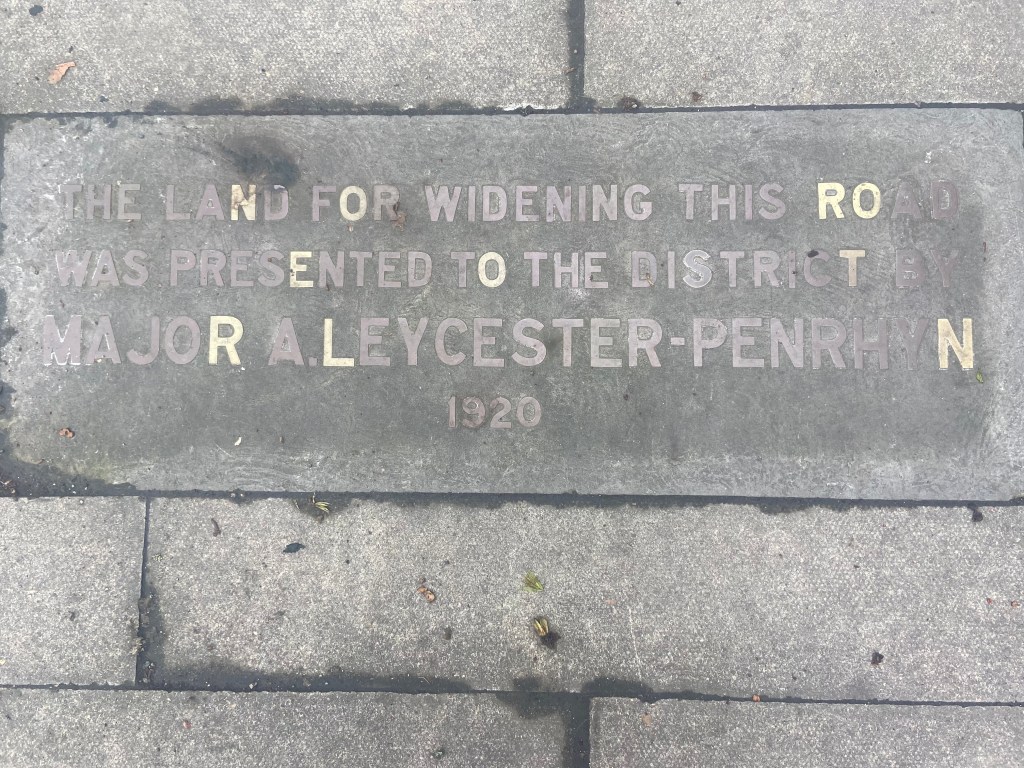 THE LAND FOR WIDENING THIS ROAD
WAS PRESENTED TO THE DISTRICT BY
MAJOR A. LEYCESTER-PENRHYN
1920